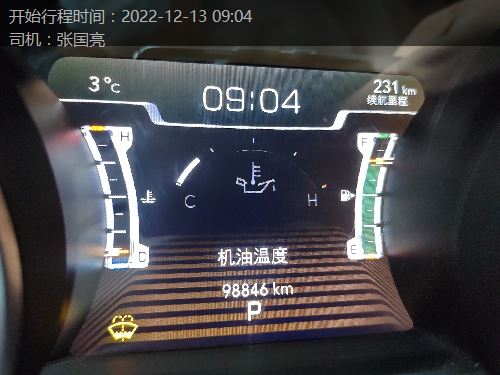 开始行程时间：2022-12-13 09:04
司机：张国亮
3℃
09:04
231 km
续航里程
H
F
C
H
C
E
机油温度
98846 km
P